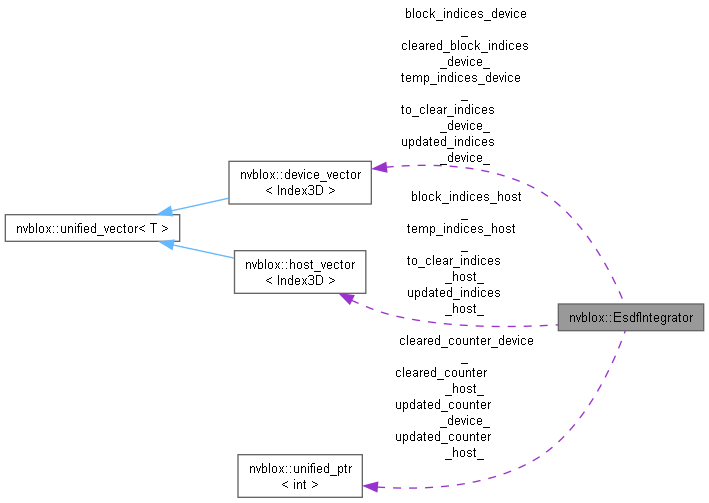 block_indices_device
_
cleared_block_indices
_device_
temp_indices_device
_
to_clear_indices
_device_
updated_indices
_device_
nvblox::device_vector
< Index3D >
block_indices_host
_
temp_indices_host
_
to_clear_indices
_host_
updated_indices
_host_
nvblox::unified_vector< T >
nvblox::host_vector
< Index3D >
nvblox::EsdfIntegrator
cleared_counter_device
_
cleared_counter
_host_
updated_counter
_device_
updated_counter
_host_
nvblox::unified_ptr
< int >